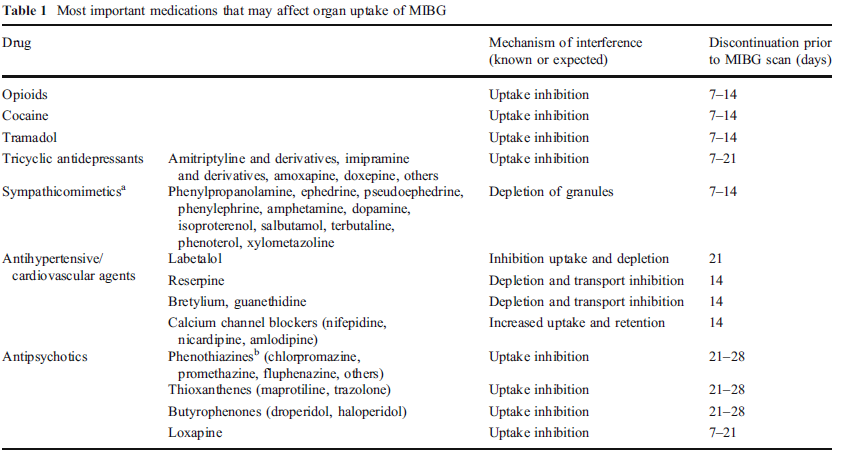 Table 1 Most important medications that may affect organ uptake of MIBG
Drug Mechanism of interference Discontinuation prior
(known or expected) to MIBG scan (days)
Opioids Uptake inhibition 7–14
Cocaine Uptake inhibition 7–14
Tramadol Uptake inhibition 7–14
Tricyclic antidepressants Amitriptyline and derivatives, imipramine Uptake inhibition 7–21
and derivatives, amoxapine, doxepine, others
Sympathicomimeticsa Phenylpropanolamine, ephedrine, pseudoephedrine, Depletion of granules 7–14
phenylephrine, amphetamine, dopamine,
isoproterenol, salbutamol, terbutaline,
phenoterol, xylometazoline
Antihypertensive/ Labetalol Inhibition uptake and depletion 21
cardiovascular agents Reserpine Depletion and transport inhibition 14
Bretylium, guanethidine Depletion and transport inhibition 14
Calcium channel blockers (nifepidine, Increased uptake and retention 14
nicardipine, amlodipine)
Antipsychotics Phenothiazinesb (chlorpromazine, Uptake inhibition 21–28
promethazine, fluphenazine, others)
Thioxanthenes (maprotiline, trazolone) Uptake inhibition 21–28
Butyrophenones (droperidol, haloperidol) Uptake inhibition 21–28
Loxapine Uptake inhibition 7–21